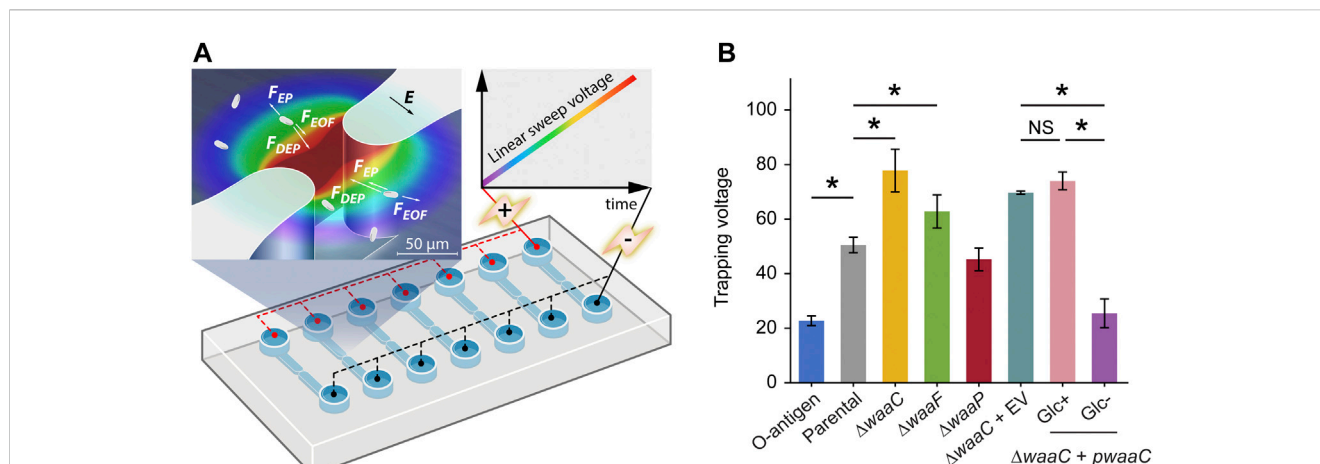 A
F_EP
F_EOF
F_DEP
E
F_EP
F_DEP
F_EOF
50 μm
Linear sweep voltage
time
+
-
B
Trapping voltage
100
80
60
40
20
0
*
*
*
*
NS
*
O-antigen
Parental
ΔwaaC
ΔwaaF
ΔwaaP
ΔwaaC + EV
Glc+
Glc-
ΔwaaC + pwaaC